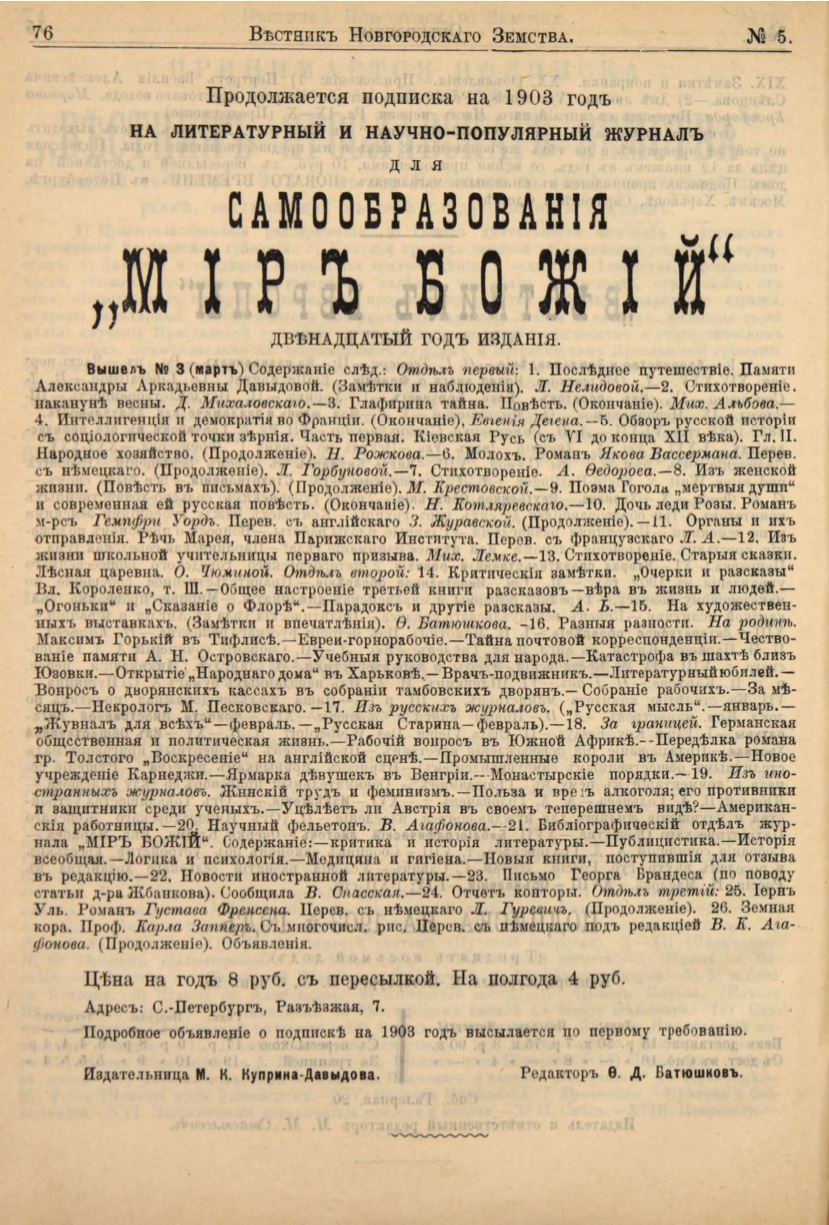 76
Вѣстникъ Новгородскаго Земства.
№ 5.
Продолжается подписка на 1903 годъ
НА ЛИТЕРАТУРНЫЙ И НАУЧНО-ПОПУЛЯРНЫЙ ЖУРНАЛЪ
для
САМООБРАЗОВАНІЯ
„МІРЪ БОЖІЙ“
ДВѢНАДЦАТЫЙ ГОДЪ ИЗДАНІЯ.
Вышелъ № 3 (мартъ) Содержаніе слѣд.: Отдѣлъ первый: 1. Послѣднее путешествіе. Памяти
Александры Аркадьевны Давыдовой. (Замѣтки и наблюденія). Л. Нелидовой.—2. Стихотвореніе.
наканунѣ весны. Д. Михаловскаго.—3. Глафирина тайна. Повѣсть. (Окончаніе). Мих. Альбова.—
4. Интеллигенція и демократія во Франціи. (Окончаніе), Евгенія Дегена.—5. Обзоръ русской исторіи
съ соціологической точки зѣрнія. Часть первая. Кіевская Русь (съ VI до конца XII вѣка). Гл. II.
Народное хозяйство. (Продолженіе). Н. Рожкова.—6. Молохъ. Романъ Якова Вассермана. Перев.
съ нѣмецкаго. (Продолженіе). Л. Горбуновой.—7. Стихотвореніе. А. Ѳедорова.—8. Изъ женской
жизни. (Повѣсть въ письмахъ). (Продолженіе). М. Крестовской.—9. Поэма Гоголя „мертвыя души“
и современная ей русская повѣсть. (Окончаніе). Н. Котляревскаго.—10. Дочь леди Розы. Романъ
м-рсъ Гемпфри Уордъ. Перев. съ англійскаго З. Журавской. (Продолженіе).—11. Органы и ихъ
отправленія. Рѣчь Марея, члена Парижскаго Института. Перев. съ французскаго Л. А.—12. Изъ
жизни школьной учительницы перваго призыва. Мих. Лемке.—13. Стихотвореніе. Старыя сказки.
Лѣсная царевна. О. Чюминой. Отдѣлъ второй: 14. Критическія замѣтки. „Очерки и разсказы“
Вл. Короленко, т. Ш.—Общее настроеніе третьей книги разсказовъ—вѣра въ жизнь и людей.—
„Огоньки“ и „Сказаніе о Флорѣ“.—Парадоксъ и другіе разсказы. А. Б.—15. На художествен-
ныхъ выставкахъ. (Замѣтки и впечатлѣнія). Ѳ. Батюшкова. -16. Разныя разности. На родинѣ.
Максимъ Горькій въ Тифлисѣ.—Евреи-горнорабочіе.—Тайна почтовой корреспонденціи.—Чество-
ваніе памяти А. Н. Островскаго.—Учебныя руководства для народа.—Катастрофа въ шахтѣ близъ
Юзовки.—Открытіе „Народнаго дома“ въ Харьковѣ.—Врачъ-подвижникъ.—Литературный юбилей.—
Вопросъ о дворянскихъ кассахъ въ собраніи тамбовскихъ дворянъ.—Собраніе рабочихъ.—За мѣ-
сяцъ.—Некрологъ М. Песковскаго. —17. Изъ русскихъ журналовъ. („Русская мысль“.—январь.—
„Жувналъ для всѣхъ“—февраль.—„Русская Старина—февраль).—18. За границей. Германская
общественная и политическая жизнь.—Рабочій вопросъ въ Южной Африкѣ.--Передѣлка романа
гр. Толстого „Воскресеніе“ на англійской сценѣ.—Промышленные короли въ Америкѣ.—Новое
учрежденіе Карнеджи.—Ярмарка дѣвушекъ въ Венгріи.—Монастырскіе порядки.—19. Изъ ино-
странныхъ журналовъ. Жннскій трудъ и феминизмъ.—Польза и вредъ алкоголя; его противники
и защитники среди ученыхъ.—Уцѣлѣетъ ли Австрія въ своемъ теперешнемъ видѣ?—Американ-
скія работницы.—20. Научный фельетонъ. В. Агафонова.—21. Библіографическій отдѣлъ жур-
нала „МІРЪ БОЖІЙ“. Содержаніе:—критика и исторія литературы.—Публицистика.—Исторія
всеобщая.—Логика и психологія.—Медицина и гигіена.—Новыя книги, поступившія для отзыва
въ редакцію.—22. Новости иностранной литературы.—23. Письмо Георга Брандеса (по поводу
статьи д-ра Жбанкова). Сообщила В. Спасская.—24. Отчетъ конторы. Отдѣлъ третій: 25. Іернъ
Уль. Романъ Густава Френсена. Перев. съ нѣмецкаго Л. Гуревичъ. (Продолженіе). 26. Земная
кора. Проф. Карла Запперъ. Съ многочисл. рис. Перев. съ нѣмецкаго подъ редакціей В. К. Ага-
фонова. (Продолженіе). Объявленія.
Цѣна на годъ 8 руб. съ пересылкой. На полгода 4 руб.
Адресъ: С.-Петербургъ, Разъѣзжая, 7.
Подробное объявленіе о подпискѣ на 1903 годъ высылается по первому требованію.
Издательница М. К. Куприна-Давыдова.
Редакторъ Ѳ. Д. Батюшковъ.